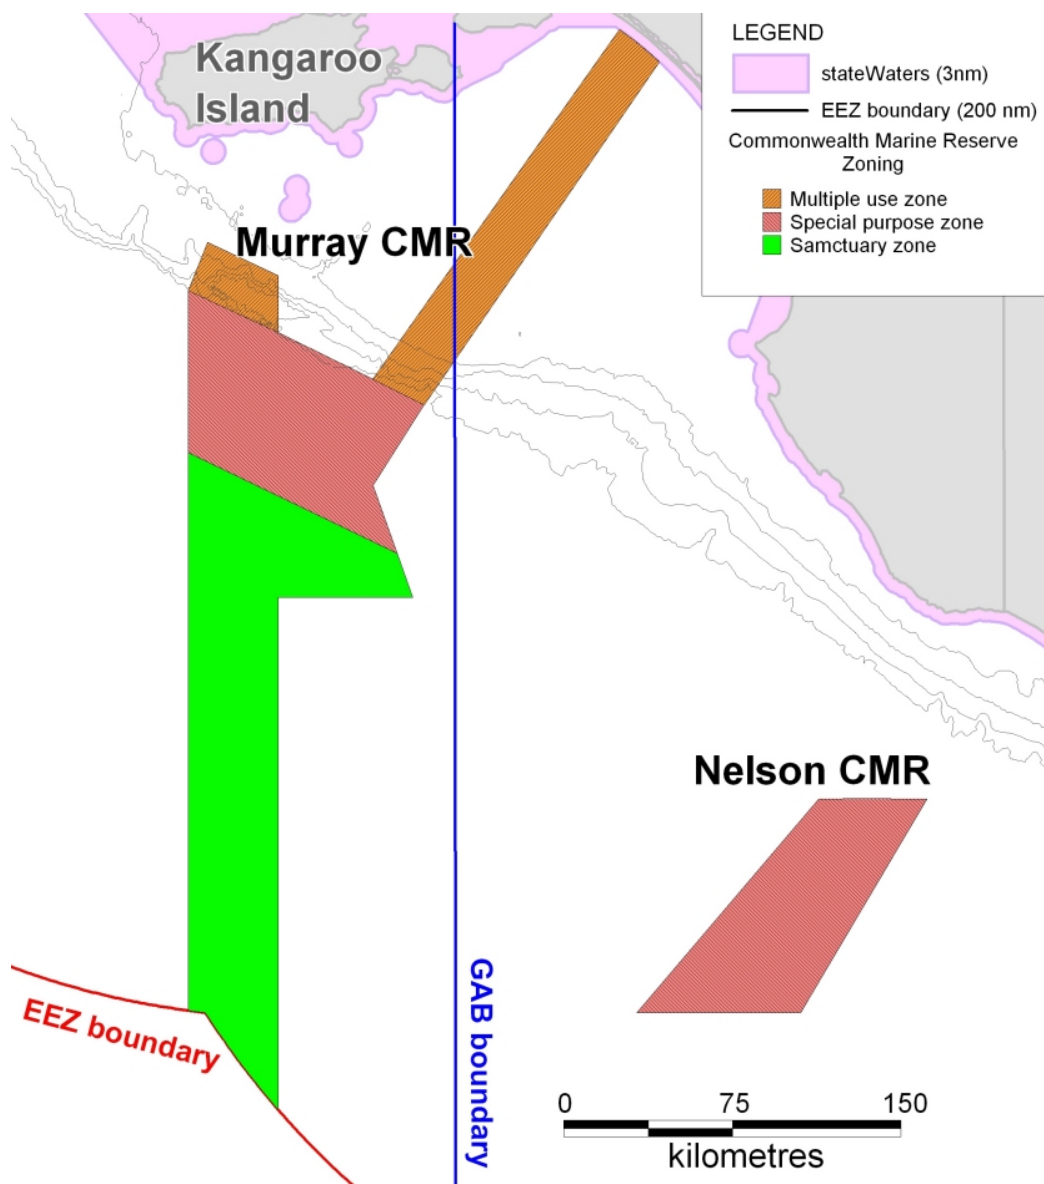 Kangaroo
Island
LEGEND
stateWaters (3nm)
EEZ boundary (200 nm)
Commonwealth Marine Reserve
Zoning
Multiple use zone
Special purpose zone
Samctuary zone
Murray CMR
Nelson CMR
GAB boundary
EEZ boundary
0 75 150
kilometres